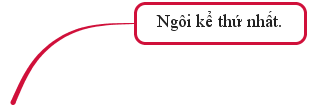 Ngôi kể thứ nhất.